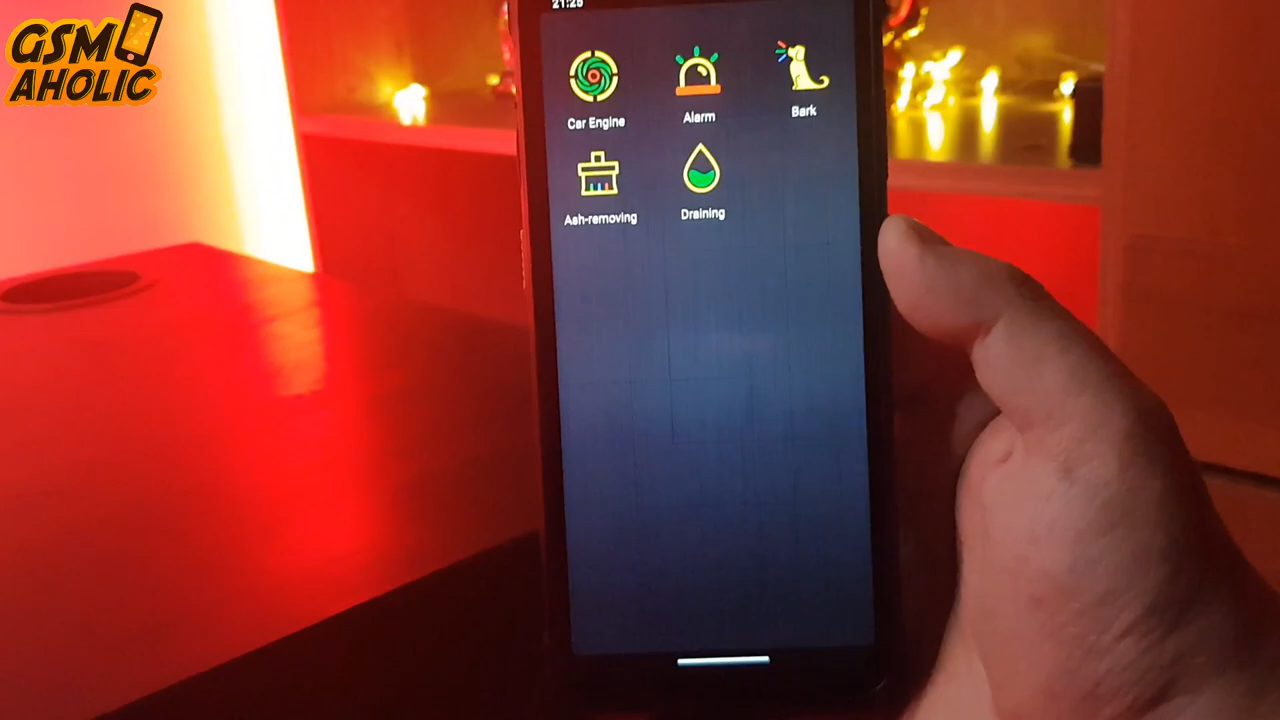 GSM
AHOLIC
21:25
Car Engine
Alarm
Bark
Ash-removing
Draining